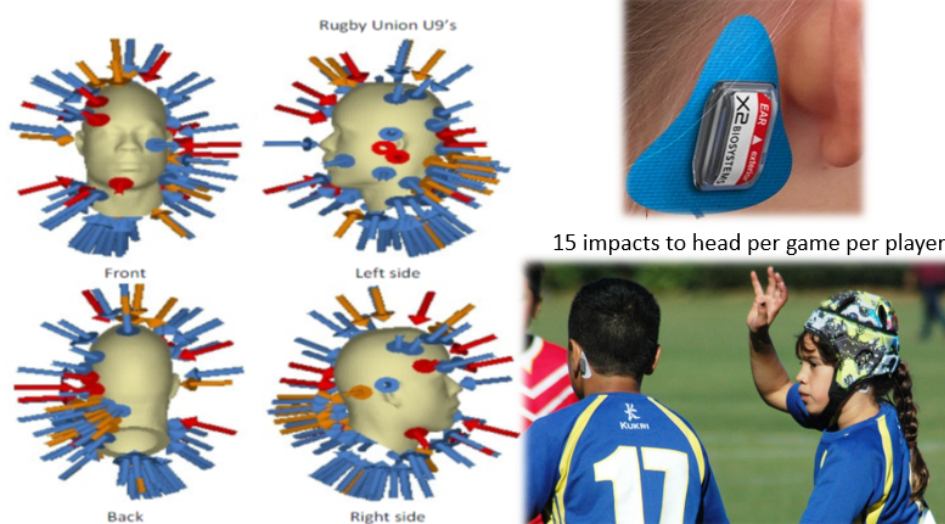 Rugby Union U9's
Front
Left side
Back
Right side
EAR
exterior
X2 BIOSYSTEMS
15 impacts to head per game per player
KUKRI
17